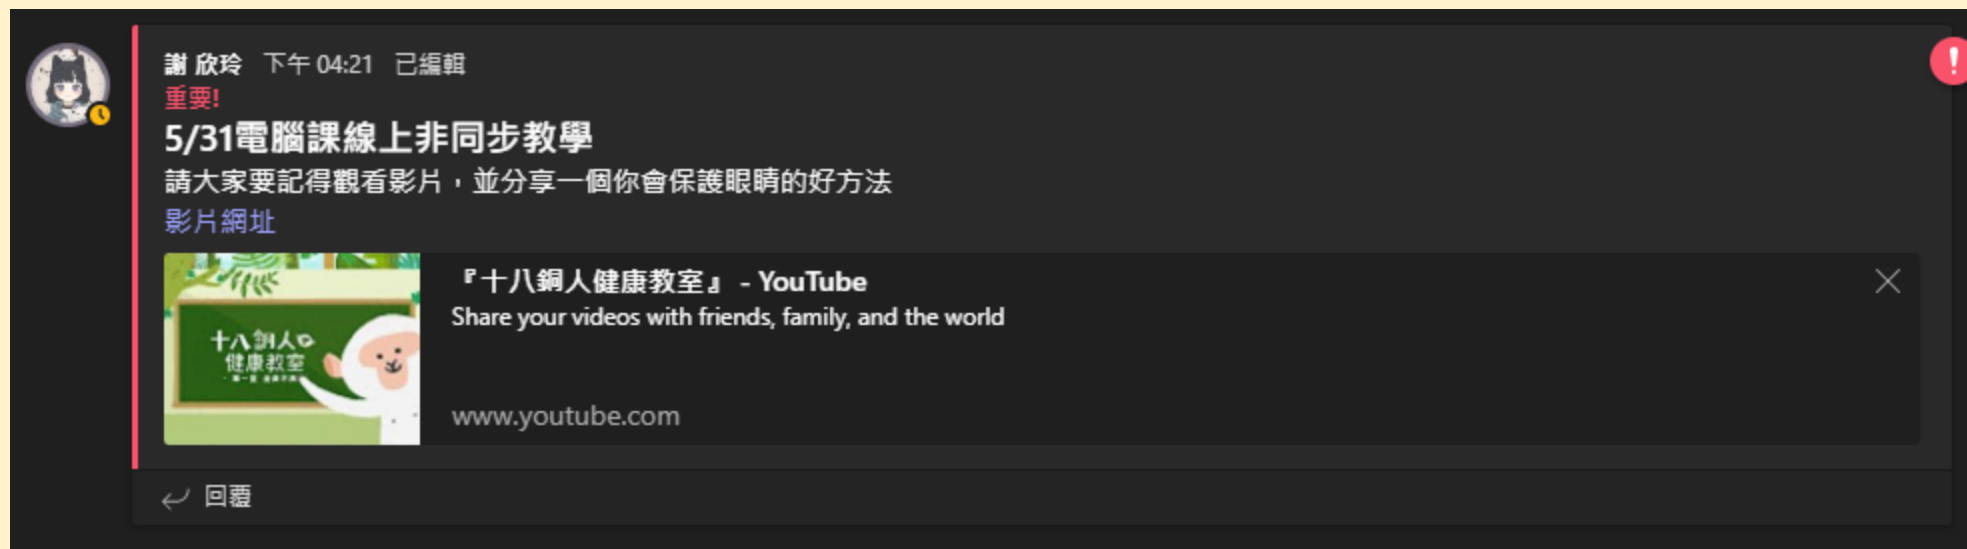 謝 欣玲 下午 04:21 已編輯
重要!
5/31電腦課線上非同步教學
請大家要記得觀看影片，並分享一個你會保護眼睛的好方法
影片網址
『十八銅人健康教室』 - YouTube
Share your videos with friends, family, and the world
十八銅人
健康教室
www.youtube.com
回覆